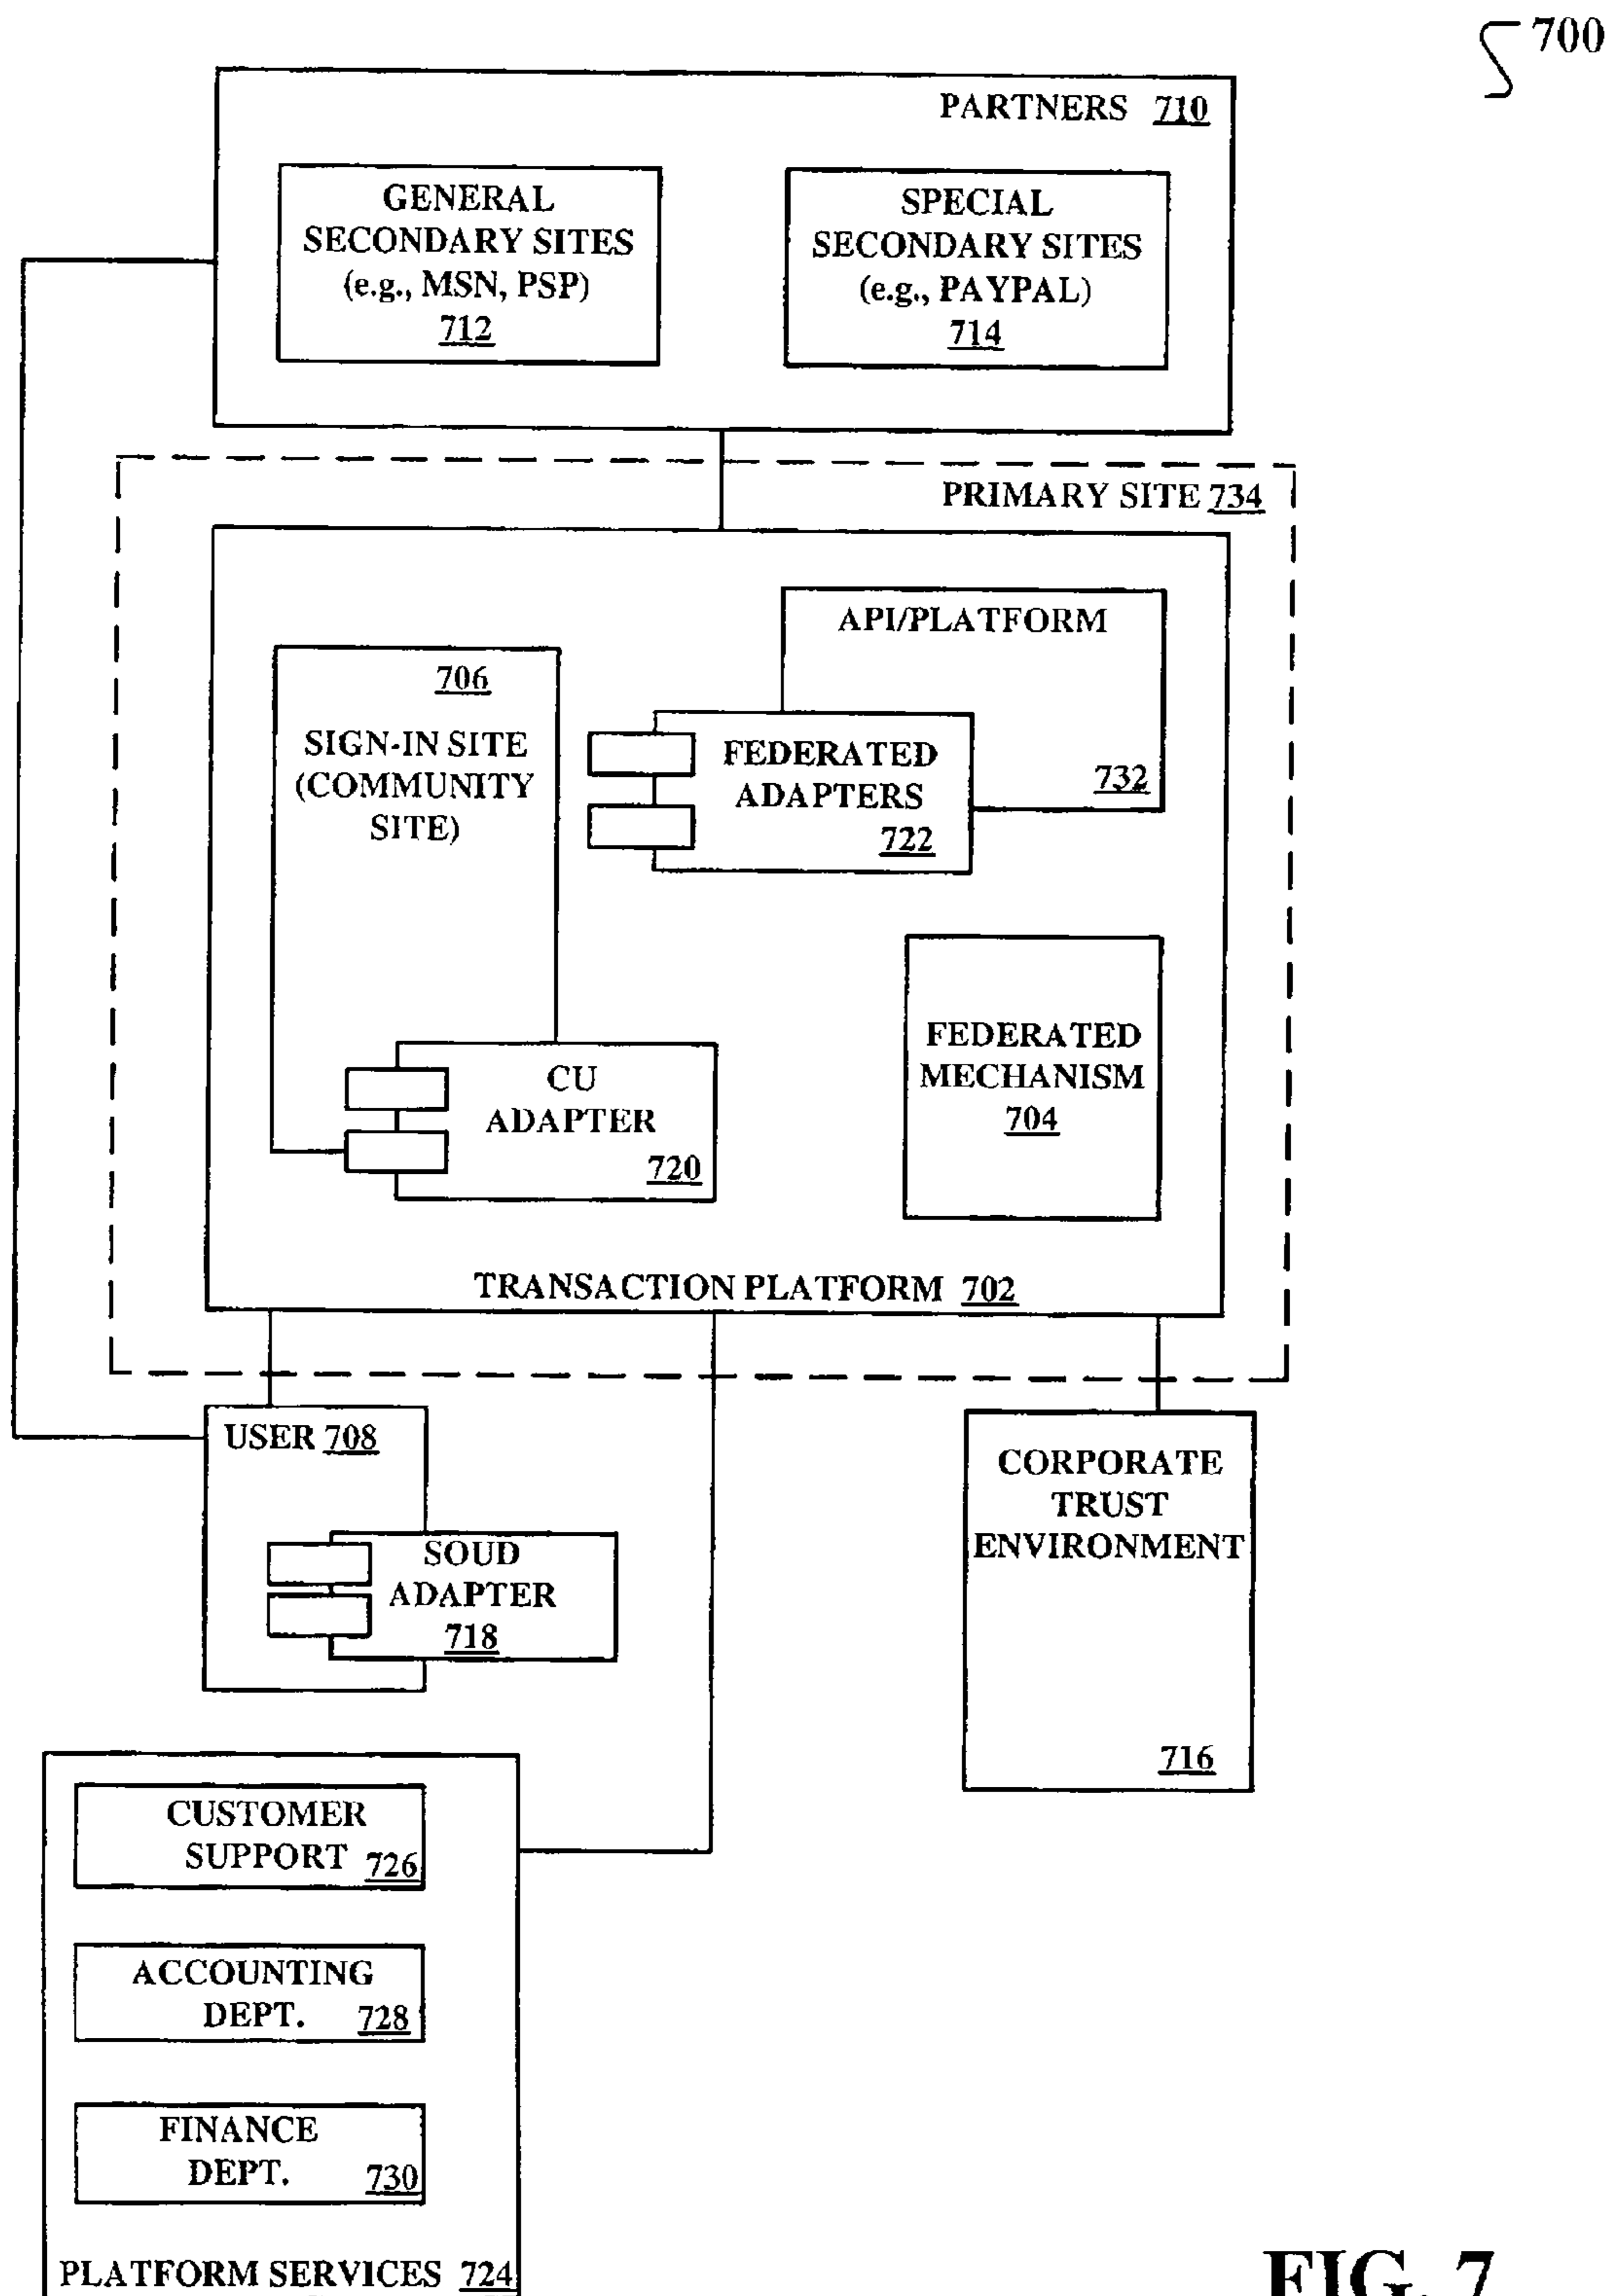 700
PARTNERS 710
GENERAL
SECONDARY SITES
(e.g., MSN, PSP)
712
SPECIAL
SECONDARY SITES
(e.g., PAYPAL)
714
PRIMARY SITE 734
API/PLATFORM
732
706
SIGN-IN SITE
(COMMUNITY
SITE)
FEDERATED
ADAPTERS
722
FEDERATED
MECHANISM
704
CU
ADAPTER
720
TRANSACTION PLATFORM 702
USER 708
SOUD
ADAPTER
718
CORPORATE
TRUST
ENVIRONMENT
716
CUSTOMER
SUPPORT 726
ACCOUNTING
DEPT. 728
FINANCE
DEPT. 730
PLATFORM SERVICES 724
FIG. 7